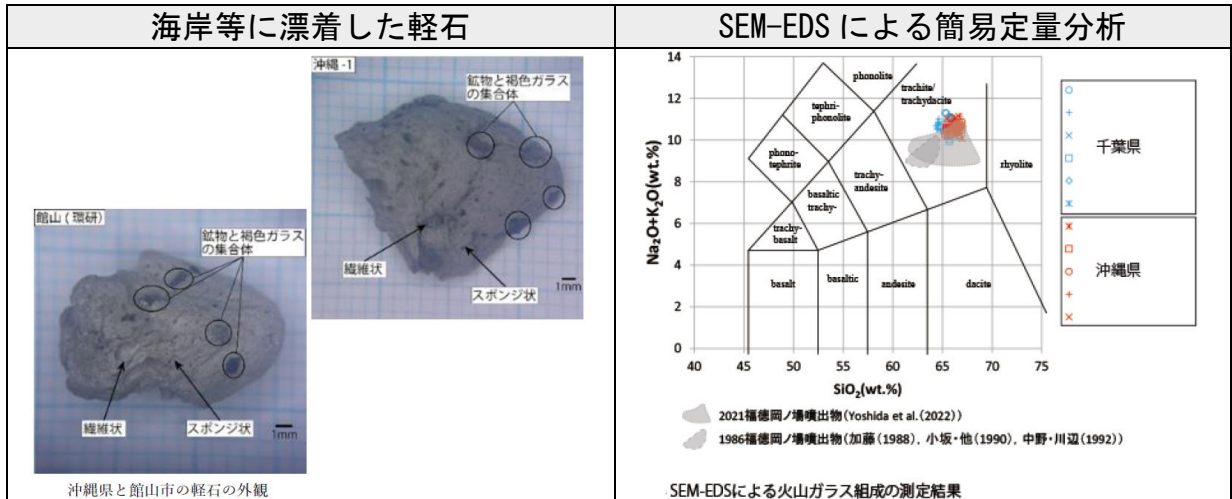 海岸等に漂着した軽石
SEM-EDSによる簡易定量分析
沖縄-1
鉱物と褐色ガラス
の集合体
繊維状
スポンジ状
1mm
館山(環研)
鉱物と褐色ガラス
の集合体
繊維状
スポンジ状
1mm
沖縄県と館山市の軽石の外観
Na₂O+K₂O(wt.%)
14
12
10
8
6
4
2
0
phonolite
trachite/
trachydacite
tephri-
phonolite
phono-
tephrite
trachy-
andesite
basaltic
trachy-
trachy-
basalt
rhyolite
basalt
basaltic
andesite
dacite
40 45 50 55 60 65 70 75
SiO₂(wt.%)
千葉県
沖縄県
2021福徳岡ノ場噴出物(Yoshida et al.(2022))
1986福徳岡ノ場噴出物(加藤(1988), 小坂・他(1990), 中野・川辺(1992))
SEM-EDSによる火山ガラス組成の測定結果